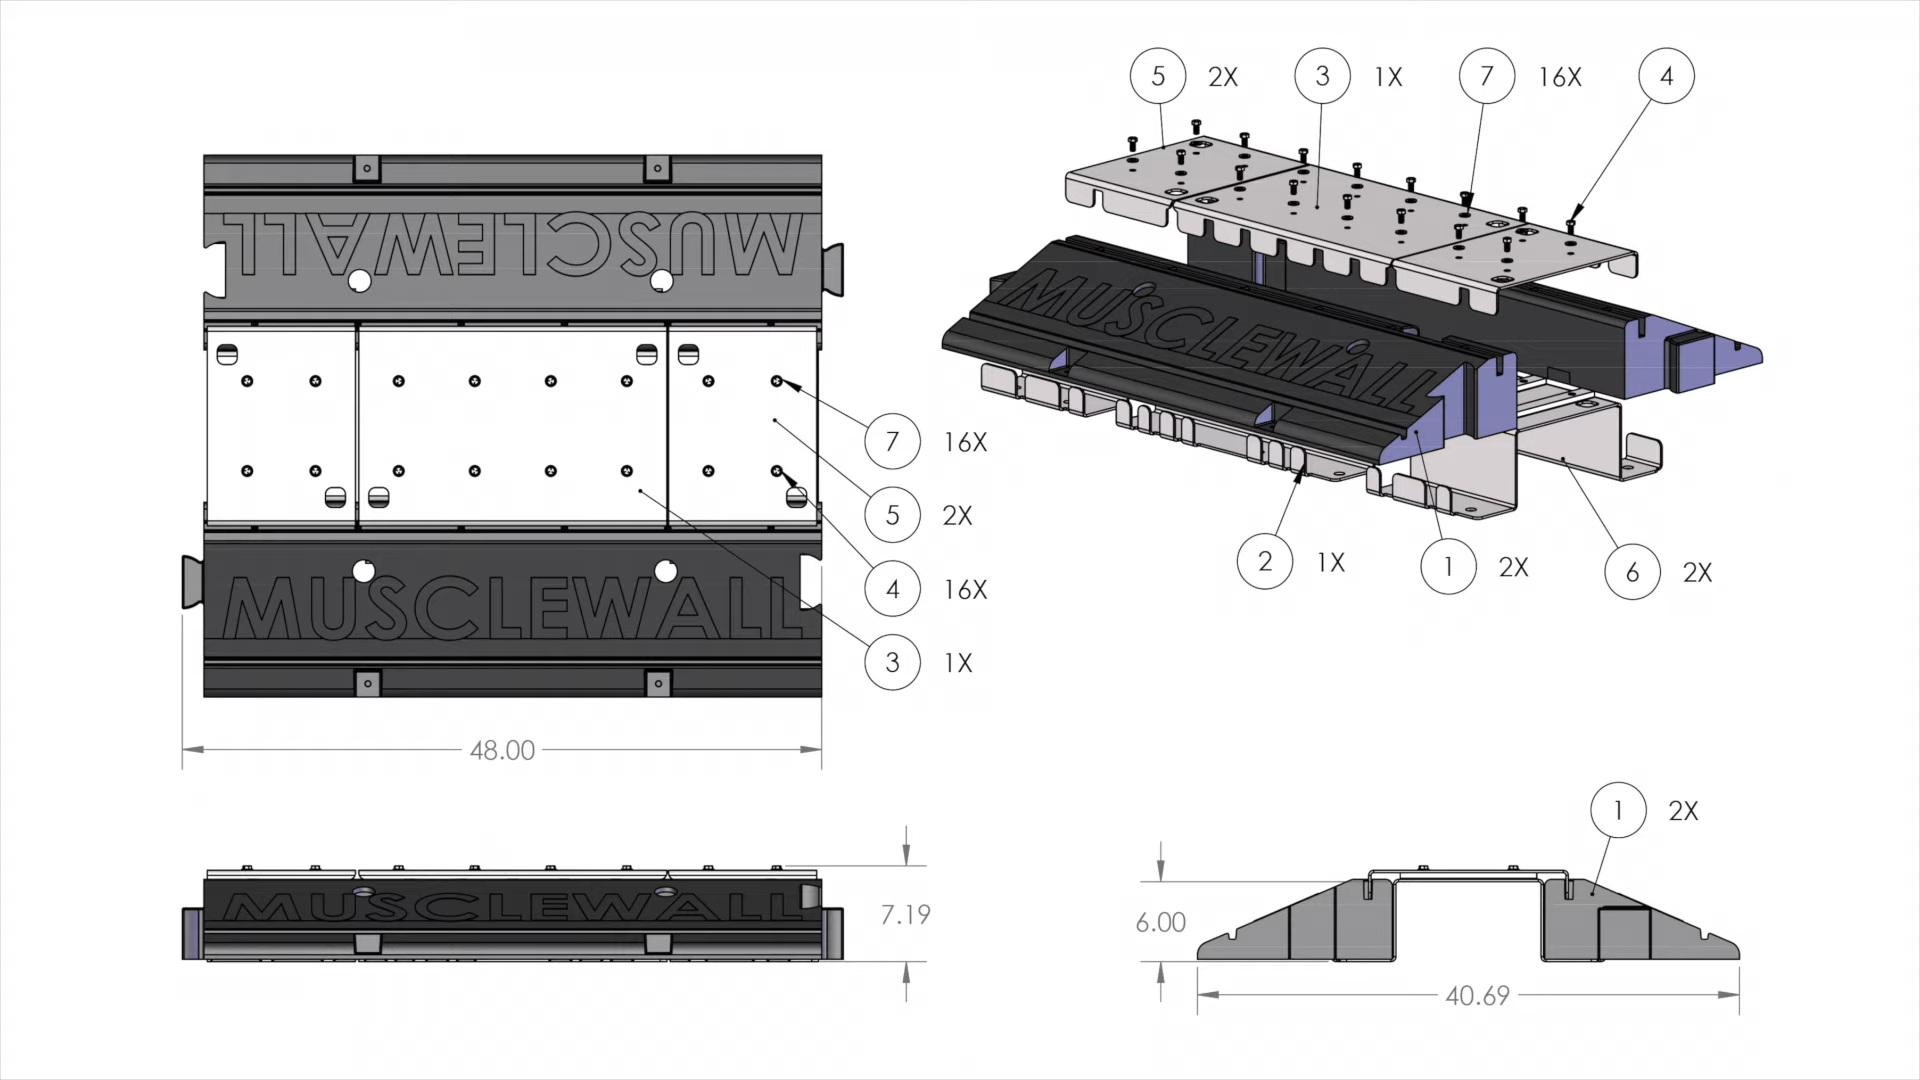 5 2X 3 1X 7 16X 4
MUSCLEWALL
MUSCLEWALL
7 16X
5 2X
2 1X 1 2X 6 2X
4 16X
MUSCLEWALL
3 1X
48.00
1 2X
MUSCLEWALL
7.19
6.00
40.69